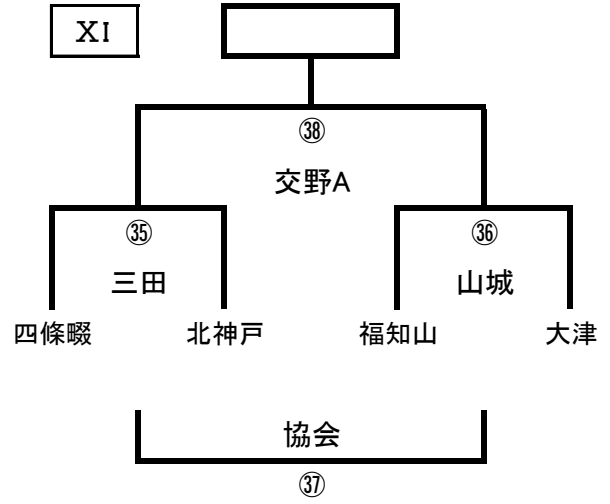 XI
㊳
交野A
㉟
㊱
三田
山城
四條畷
北神戸
福知山
大津
協会
㊲